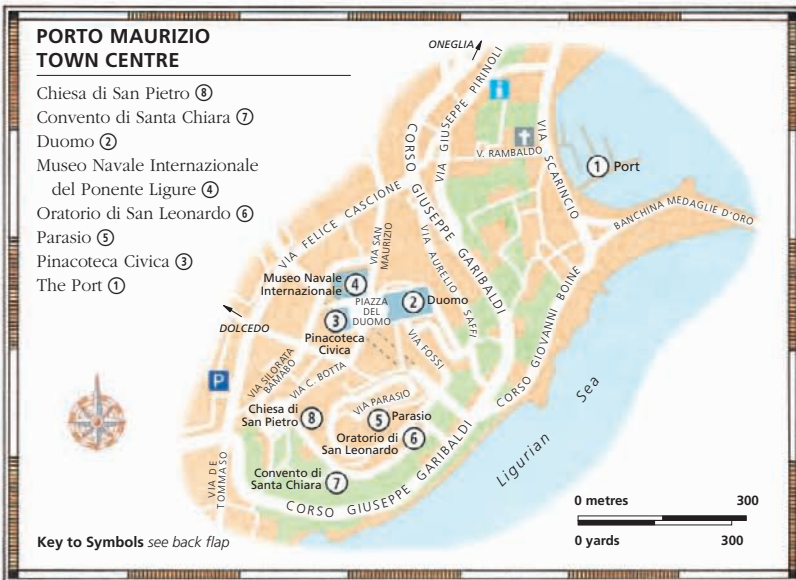 PORTO MAURIZIO
TOWN CENTRE
Chiesa di San Pietro ⑧
Convento di Santa Chiara ⑦
Duomo ②
Museo Navale Internazionale
del Ponente Ligure ④
Oratorio di San Leonardo ⑥
Parasio ⑤
Pinacoteca Civica ③
The Port ①
ONEGLIA
VIA GIUSEPPE PIRINOLI
i
V. RAMBALDO
VIA SCARINCIO
① Port
BANCHINA MEDAGLIE D'ORO
CORSO GIUSEPPE GARIBALDI
VIA FELICE CASCIONE
VIA SAN
MAURIZIO
VIA AURELIO SAFFI
Museo Navale
Internazionale
④
PIAZZA
DEL
DUOMO
② Duomo
③
Pinacoteca
Civica
DOLCEDO
CORSO GIOVANNI BOINE
VIA FOSSI
P
VIA SILORATA
BAMABO
VIA C. BOTTA
VIA PARASIO
Chiesa di
San Pietro
⑧
⑤ Parasio
Oratorio di
San Leonardo
⑥
Ligurian Sea
Convento di
Santa Chiara
⑦
VIA DE
TOMMASO
CORSO GIUSEPPE GARIBALDI
0 metres 300
0 yards 300
Key to Symbols see back flap